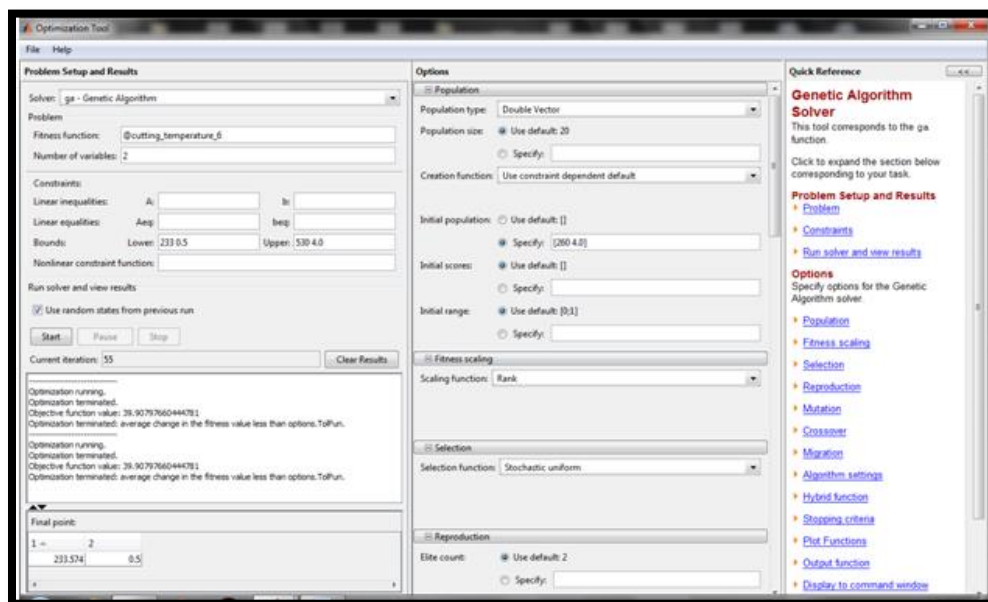 Optimization Tool
File Help
Problem Setup and Results
Solver: ga - Genetic Algorithm
Problem
Fitness function: @cutting_temperature_6
Number of variables: 2
Constraints:
Linear inequalities: A: b:
Linear equalities: Aeq: beq:
Bounds: Lower: 233 0.5 Upper: 530 4.0
Nonlinear constraint function:
Run solver and view results
Use random states from previous run
Start Pause Stop
Current iteration: 55 Clear Results
Optimization running.
Optimization terminated.
Objective function value: 39.90797660444781
Optimization terminated: average change in the fitness value less than options.TolFun.
Optimization running.
Optimization terminated.
Objective function value: 39.90797660444781
Optimization terminated: average change in the fitness value less than options.TolFun.
Final point:
1 2
233.574 0.5
Options
Population
Population type: Double Vector
Population size: Use default: 20
Specify:
Creation function: Use constraint dependent default
Initial population: Use default: []
Specify: [260 4.0]
Initial scores: Use default: []
Specify:
Initial range: Use default: [0;1]
Specify:
Fitness scaling
Scaling function: Rank
Selection
Selection function: Stochastic uniform
Reproduction
Elite count: Use default: 2
Specify:
Quick Reference <<
Genetic Algorithm
Solver
This tool corresponds to the ga
function.
Click to expand the section below
corresponding to your task.
Problem Setup and Results
Problem
Constraints
Run solver and view results
Options
Specify options for the Genetic
Algorithm solver.
Population
Fitness scaling
Selection
Reproduction
Mutation
Crossover
Migration
Algorithm settings
Hybrid function
Stopping criteria
Plot Functions
Output function
Display to command window